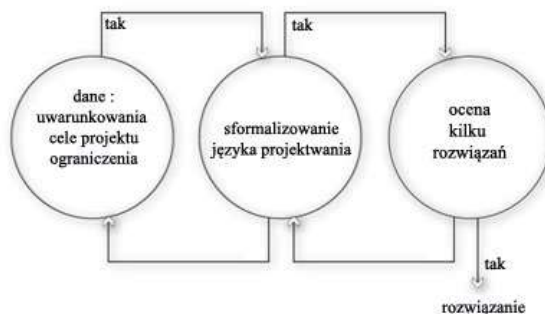 tak
tak
dane :
uwarunkowania
cele projektu
ograniczenia
sformalizowanie
języka projektwania
ocena
kilku
rozwiązań
tak
rozwiązanie